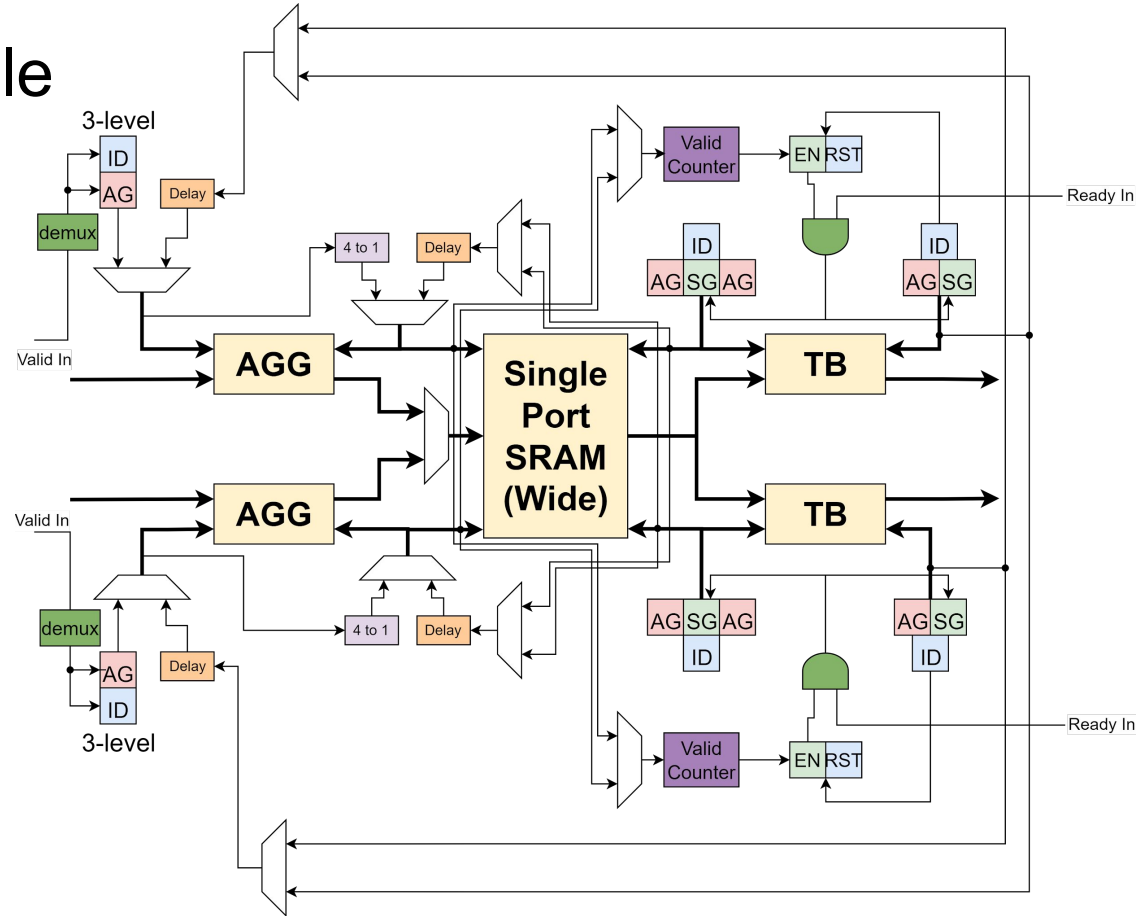 le
3-level
ID
AG
Delay
demux
Valid In
4 to 1
Delay
Valid
Counter
EN RST
Ready In
ID
AG SG AG
ID
AG SG
AGG
Single
Port
SRAM
(Wide)
TB
AGG
TB
Valid In
demux
AG
ID
3-level
Delay
4 to 1
Delay
AG SG AG
ID
AG SG
ID
Valid
Counter
EN RST
Ready In